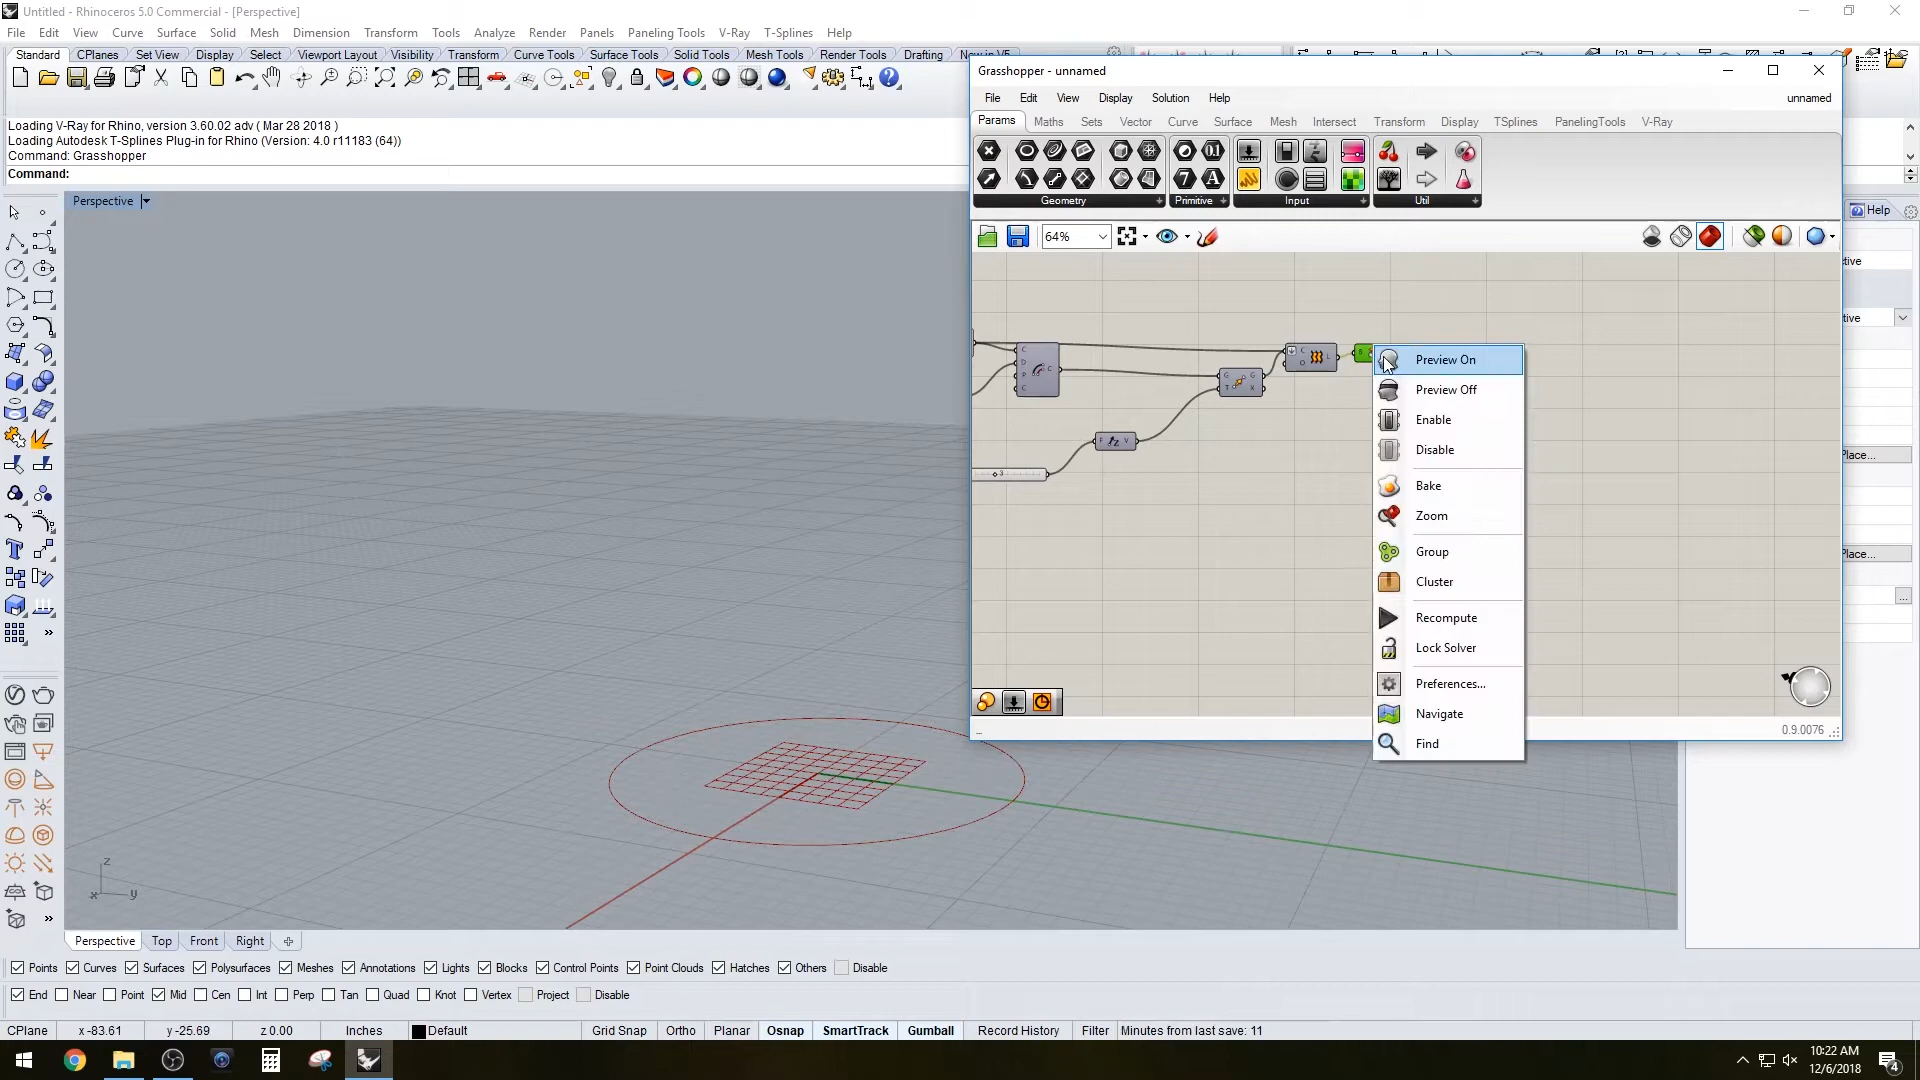 Untitled - Rhinoceros 5.0 Commercial - [Perspective]
File Edit View Curve Surface Solid Mesh Dimension Transform Tools Analyze Render Panels Paneling Tools V-Ray T-Splines Help
Standard CPlanes Set View Display Select Viewport Layout Visibility Transform Curve Tools Surface Tools Solid Tools Mesh Tools Render Tools Drafting New in V5
Loading V-Ray for Rhino, version 3.60.02 adv ( Mar 28 2018 )
Loading Autodesk T-Splines Plug-in for Rhino (Version: 4.0 r11183 (64))
Command: Grasshopper
Command:
Perspective
Grasshopper - unnamed
File Edit View Display Solution Help unnamed
Params Maths Sets Vector Curve Surface Mesh Intersect Transform Display TSplines PanelingTools V-Ray
Geometry Primitive Input Util
64%
C
D
P
C
C
G
T
G
X
C
O
L
S
F
V
3
Preview On
Preview Off
Enable
Disable
Bake
Zoom
Group
Cluster
Recompute
Lock Solver
Preferences...
Navigate
Find
0.9.0076
Help
ctive
ctive
Place...
Place...
...
z
x
y
Perspective Top Front Right
Points Curves Surfaces Polysurfaces Meshes Annotations Lights Blocks Control Points Point Clouds Hatches Others Disable
End Near Point Mid Cen Int Perp Tan Quad Knot Vertex Project Disable
CPlane x -83.61 y -25.69 z 0.00 Inches Default Grid Snap Ortho Planar Osnap SmartTrack Gumball Record History Filter Minutes from last save: 11
10:22 AM
12/6/2018
4